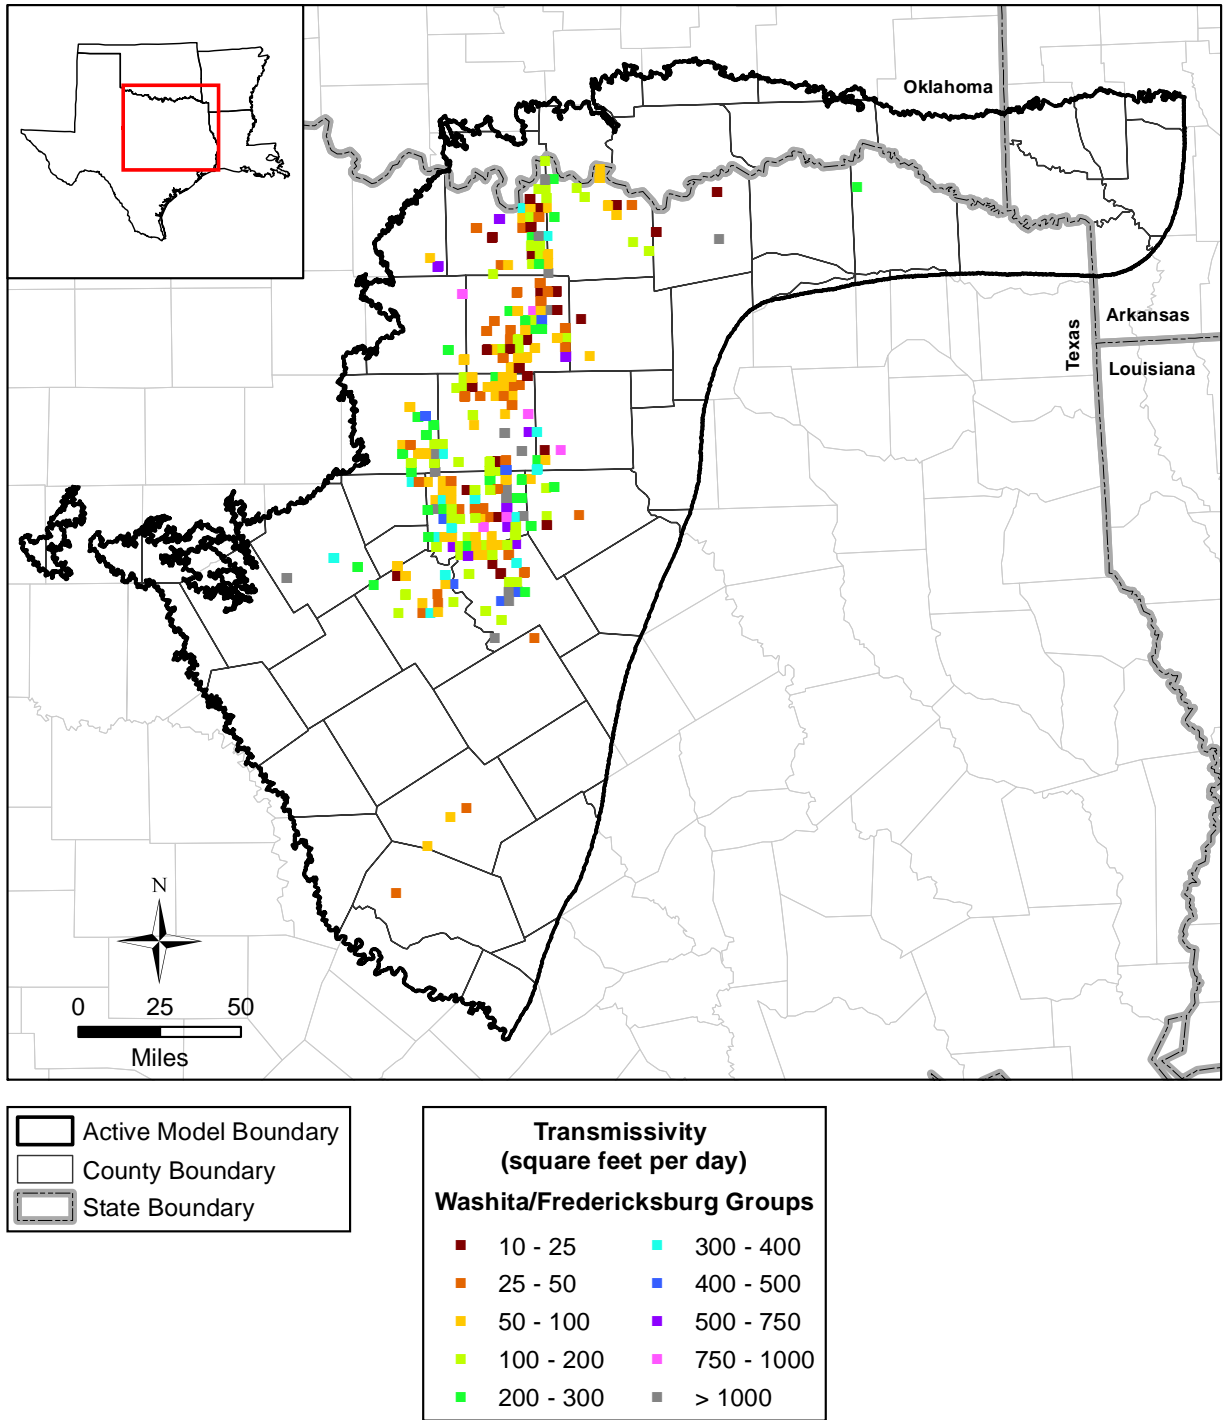 Oklahoma
Arkansas
Texas
Louisiana
N
0 25 50
Miles
Active Model Boundary
County Boundary
State Boundary
Transmissivity
(square feet per day)
Washita/Fredericksburg Groups
10 - 25
25 - 50
50 - 100
100 - 200
200 - 300
300 - 400
400 - 500
500 - 750
750 - 1000
> 1000